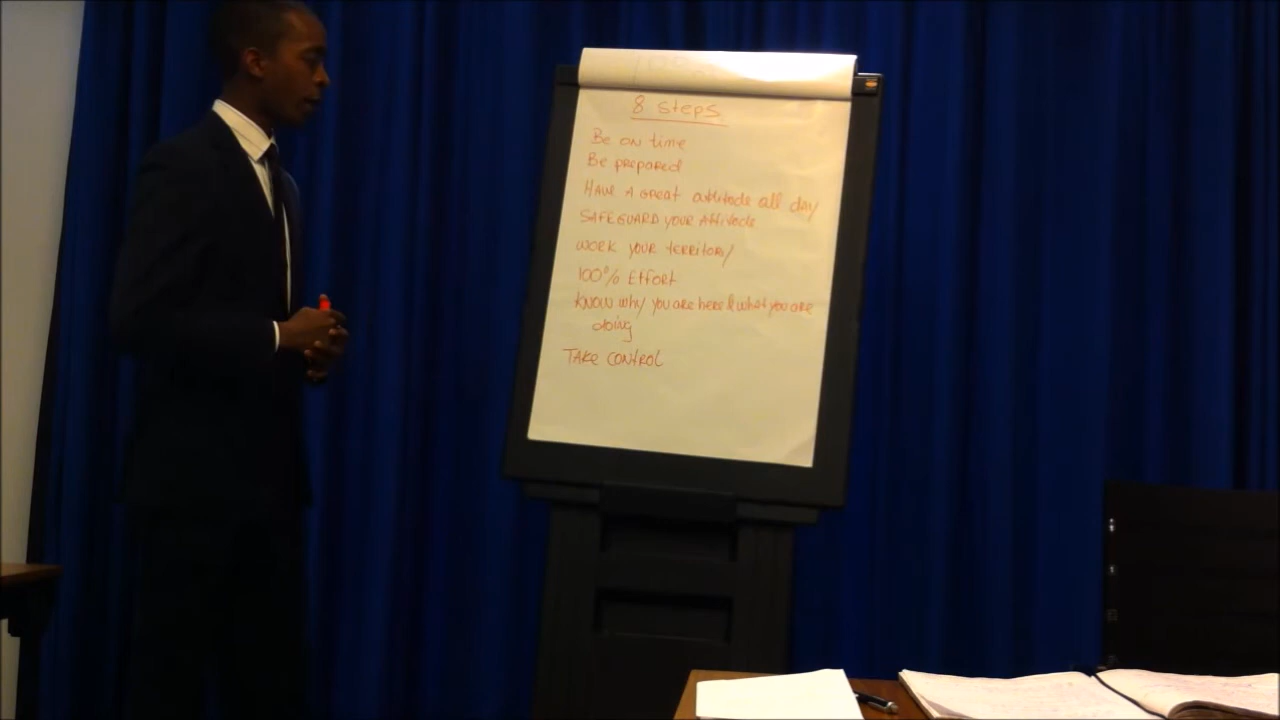 8 steps
Be on time
Be prepared
Have a great attitude all day
SAFEGUARD YOUR Attitude
WORK YOUR TERRITORY
100% Effort
KNOW why you are here & what you are
doing
TAKE CONTROL